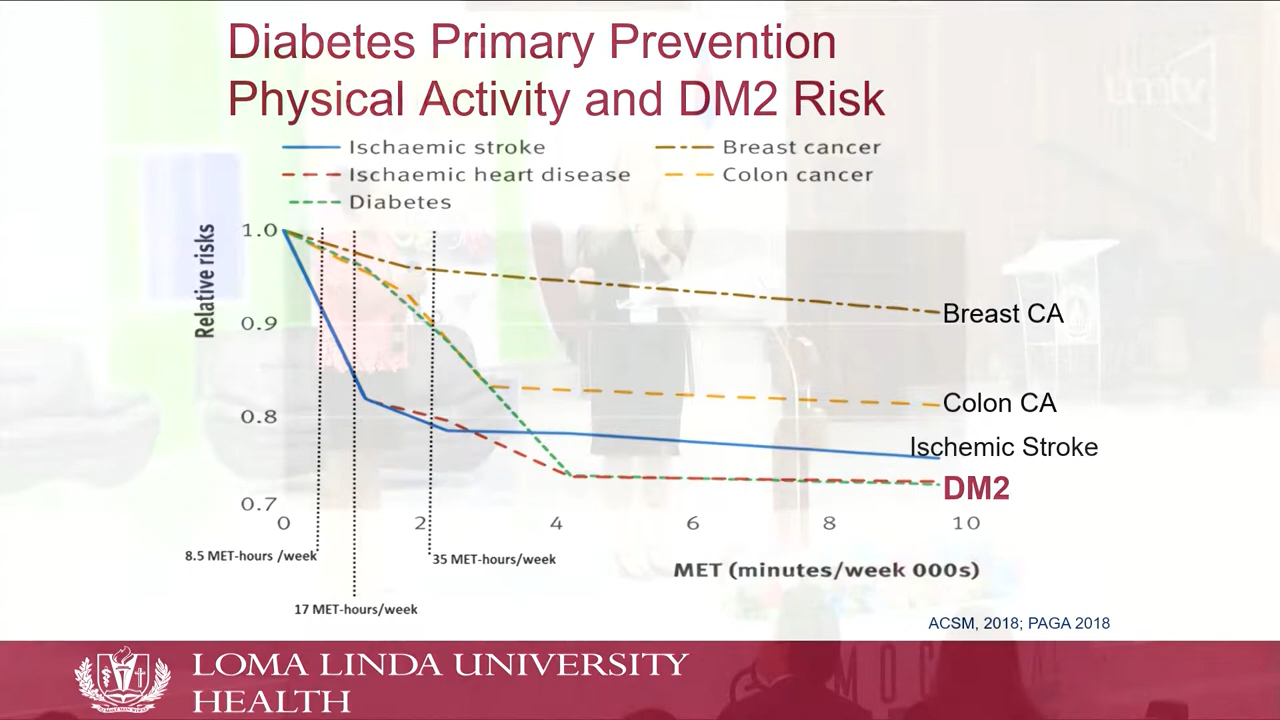 Diabetes Primary Prevention
Physical Activity and DM2 Risk
umtv
Ischaemic stroke
Breast cancer
Ischaemic heart disease
Colon cancer
Diabetes
Relative risks
1.0
0.9
0.8
0.7
Breast CA
Colon CA
Ischemic Stroke
DM2
0 2 4 6 8 10
8.5 MET-hours /week
35 MET-hours/week
17 MET-hours/week
MET (minutes/week 000s)
ACSM, 2018; PAGA 2018
LOMA LINDA UNIVERSITY
HEALTH